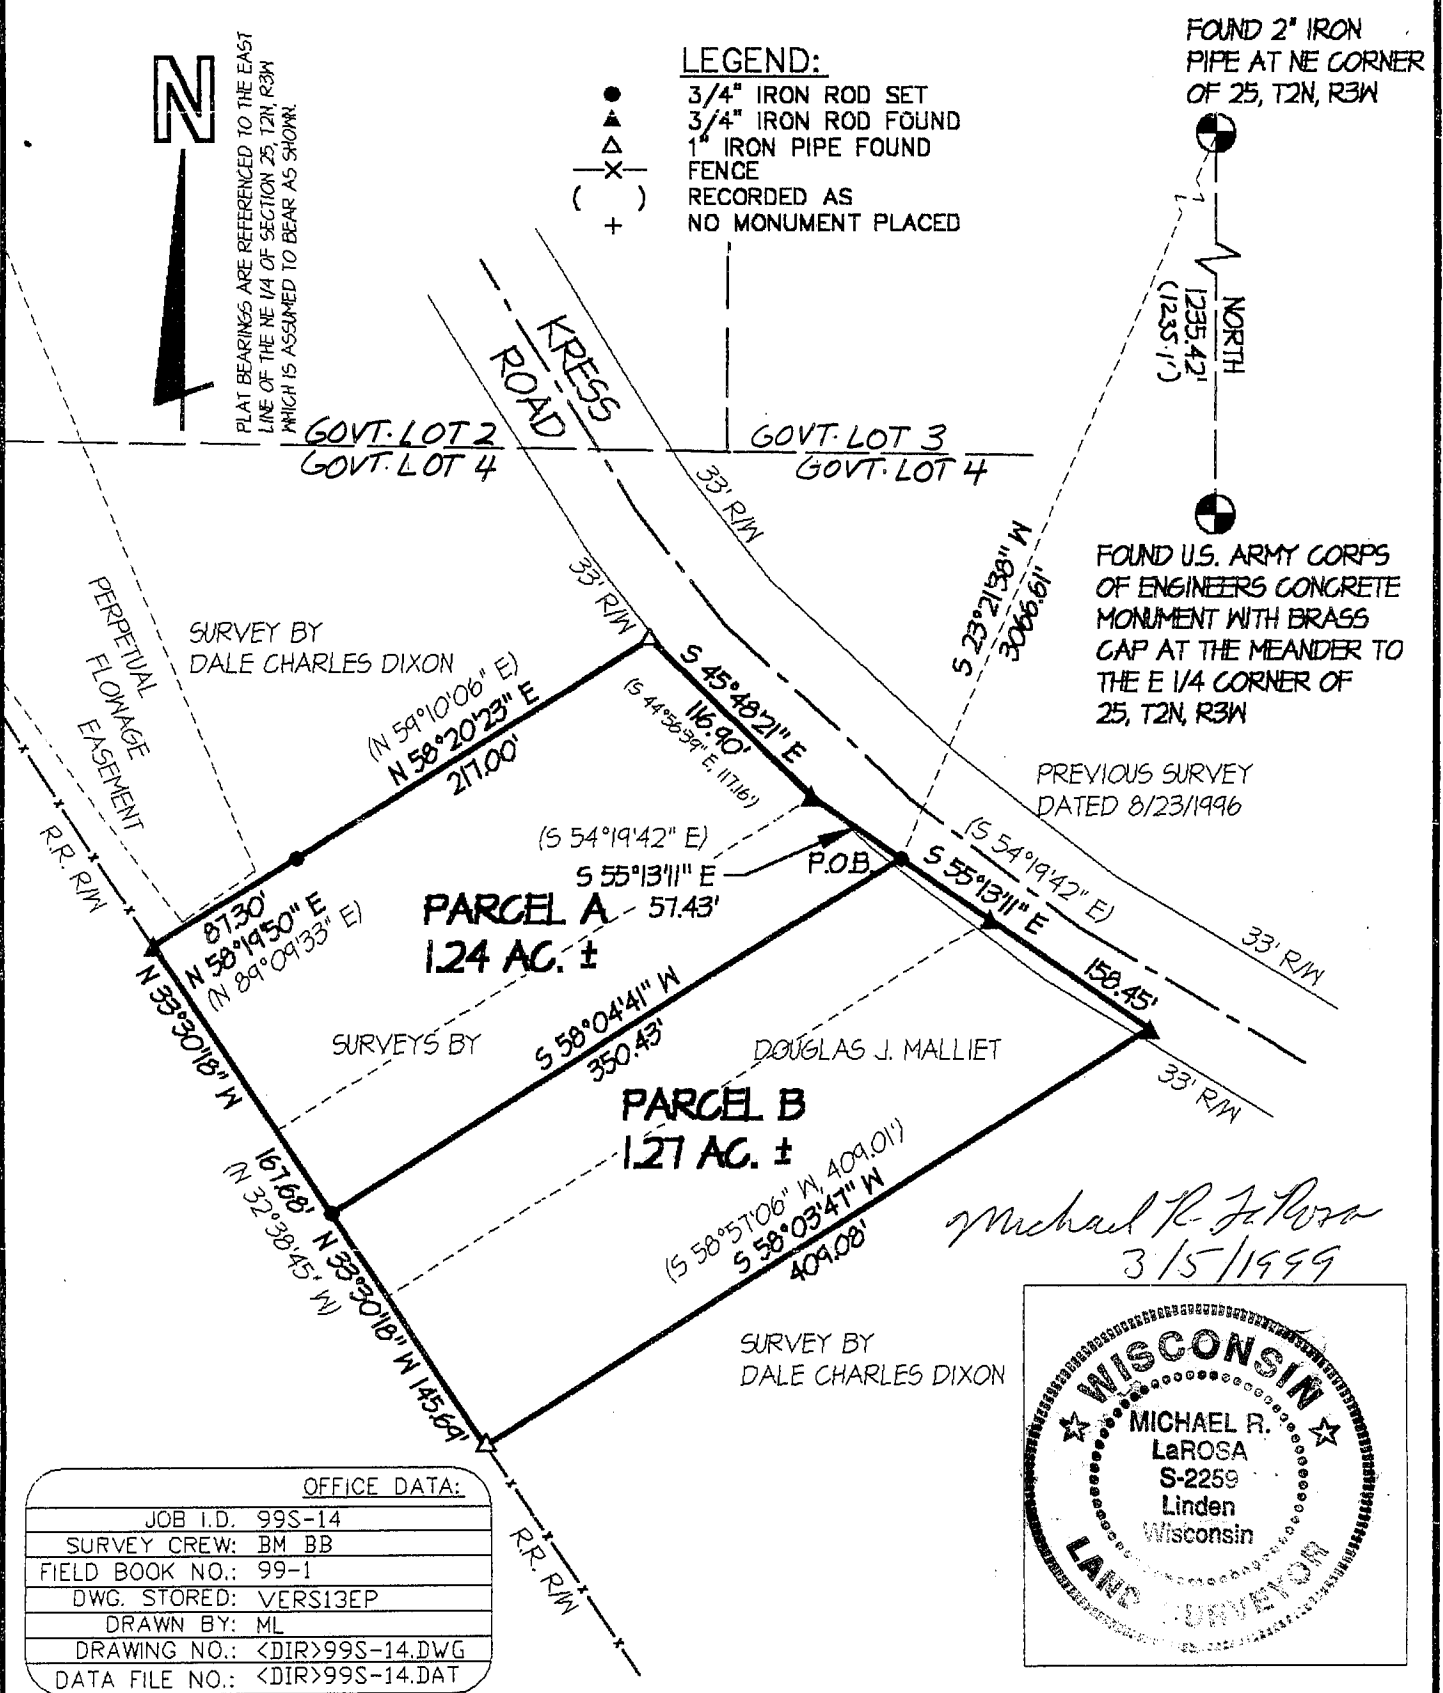 FOUND 2" IRON
PIPE AT NE CORNER
OF 25, T2N, R3W
N
PLAT BEARINGS ARE REFERENCED TO THE EAST
LINE OF THE NE 1/4 OF SECTION 25, T2N, R3W
WHICH IS ASSUMED TO BEAR AS SHOWN.
LEGEND:
3/4" IRON ROD SET
3/4" IRON ROD FOUND
1" IRON PIPE FOUND
—X— FENCE
( ) RECORDED AS
+ NO MONUMENT PLACED
NORTH
1235.42'
(1235.1')
KRESS
ROAD
GOVT. LOT 2
GOVT. LOT 4
GOVT. LOT 3
GOVT. LOT 4
33' R/W
33' R/W
S 23°21'38" W
3066.61'
FOUND U.S. ARMY CORPS
OF ENGINEERS CONCRETE
MONUMENT WITH BRASS
CAP AT THE MEANDER TO
THE E 1/4 CORNER OF
25, T2N, R3W
PERPETUAL
FLOWAGE
EASEMENT
SURVEY BY
DALE CHARLES DIXON
(N 59°10'06" E)
N 58°20'23" E
217.00'
S 45°48'21" E
116.90'
(S 44°56'39" E, 117.16')
PREVIOUS SURVEY
DATED 8/23/1996
R.R. R/W
(S 54°19'42" E)
S 55°13'11" E
57.43'
P.O.B.
(S 54°19'42" E)
S 55°13'11" E
158.45'
33' R/W
33' R/W
87.30'
N 58°19'50" E
(N 89°09'33" E)
PARCEL A
1.24 AC. ±
N 33°30'18" W
167.68'
(N 32°38'45" W)
SURVEYS BY
DOUGLAS J. MALLIET
S 58°04'41" W
350.43'
PARCEL B
1.27 AC. ±
(S 58°57'06" W, 409.01')
S 58°03'47" W
409.08'
N 33°30'18" W 145.69'
Michael R. LaRosa
3/5/1999
SURVEY BY
DALE CHARLES DIXON
WISCONSIN
MICHAEL R.
LaROSA
S-2259
Linden
Wisconsin
LAND SURVEYOR
R.R. R/W
OFFICE DATA:
JOB I.D. 99S-14
SURVEY CREW: BM BB
FIELD BOOK NO.: 99-1
DWG. STORED: VERS13EP
DRAWN BY: ML
DRAWING NO.: <DIR>99S-14.DWG
DATA FILE NO.: <DIR>99S-14.DAT